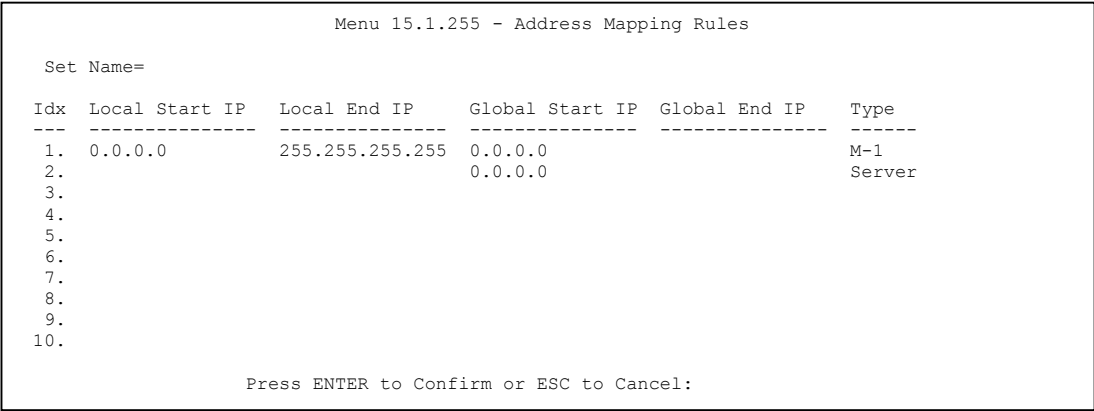 Menu 15.1.255 - Address Mapping Rules
Set Name=
Idx  Local Start IP   Local End IP     Global Start IP  Global End IP    Type
---  ---------------  ---------------  ---------------  ---------------  ------
1.  0.0.0.0          255.255.255.255  0.0.0.0                           M-1
2.                                    0.0.0.0                           Server
3.
4.
5.
6.
7.
8.
9.
10.
Press ENTER to Confirm or ESC to Cancel: